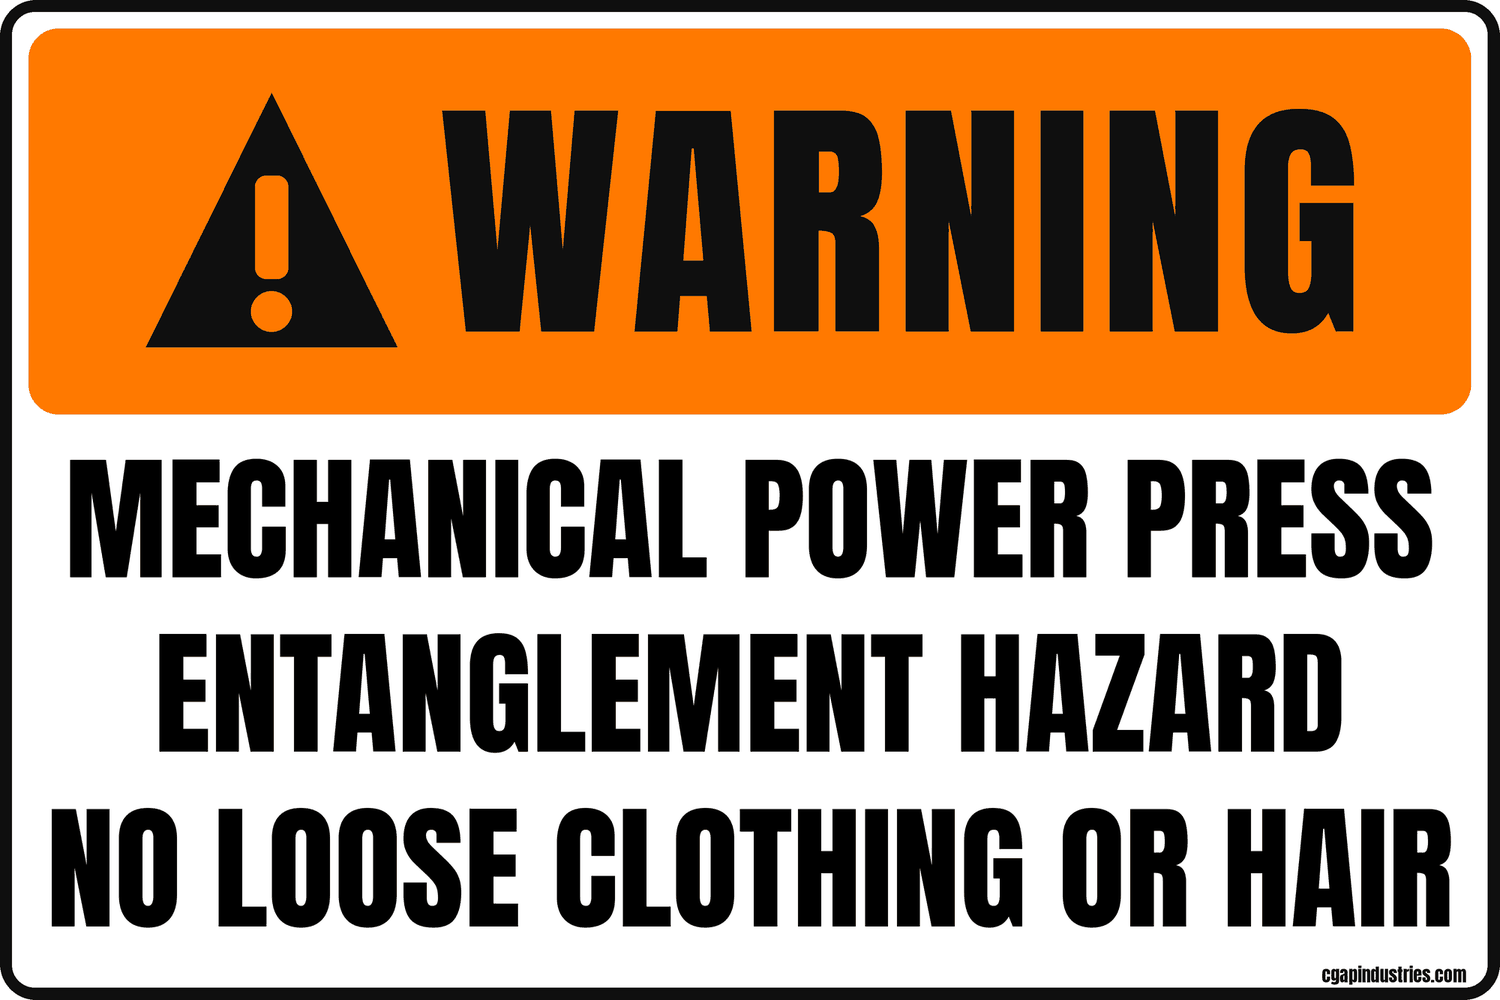 WARNING
MECHANICAL POWER PRESS
ENTANGLEMENT HAZARD
NO LOOSE CLOTHING OR HAIR
cgapindustries.com